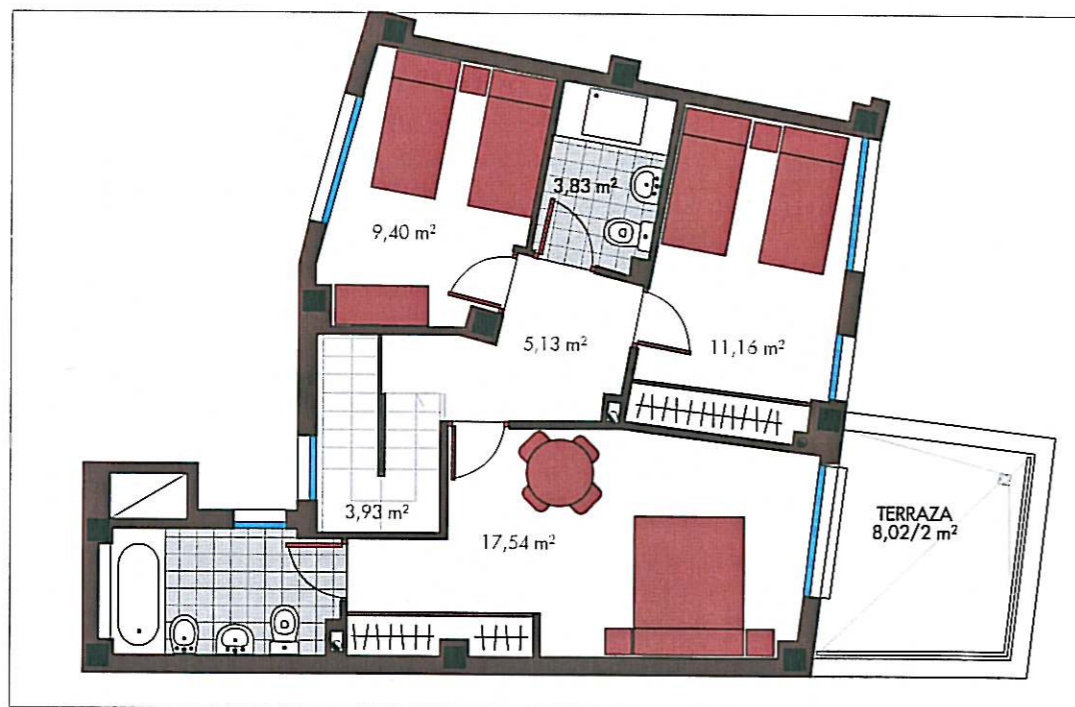 3,83 m²
9,40 m²
5,13 m²
11,16 m²
3,93 m²
17,54 m²
TERRAZA
8,02/2 m²